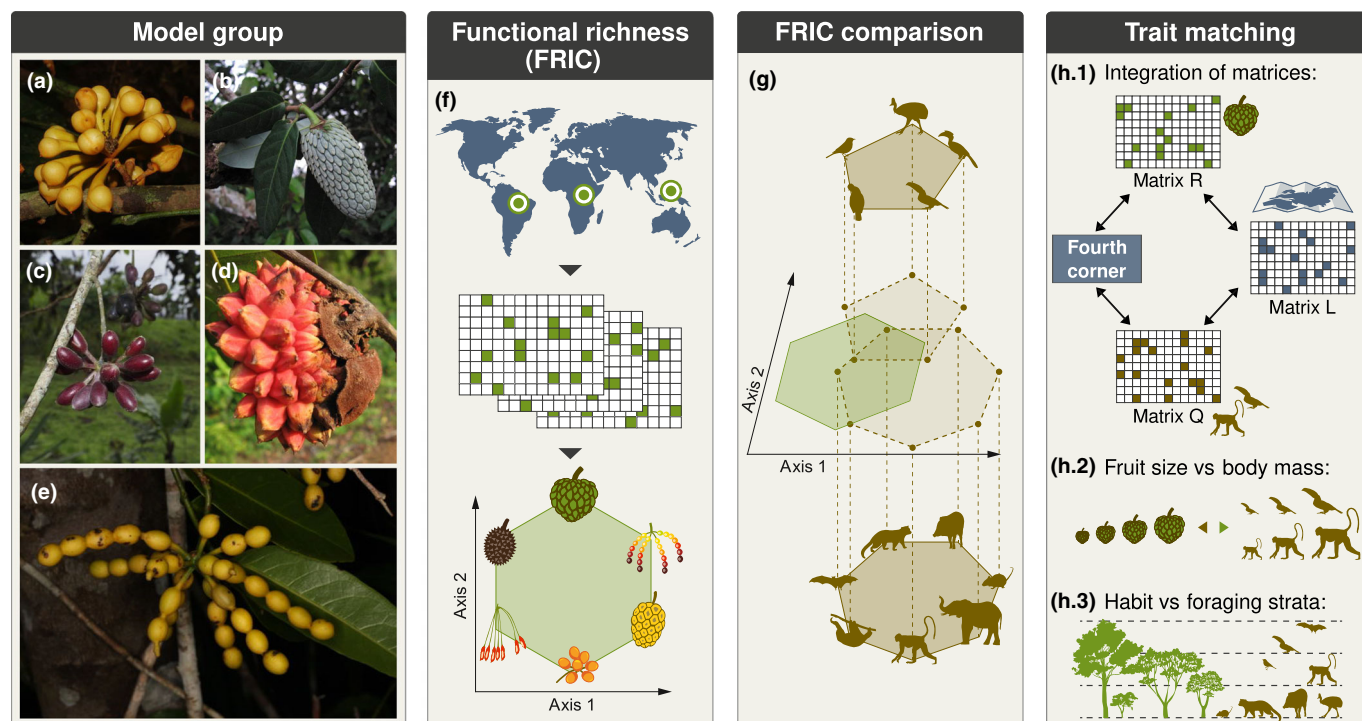 Model group
(a)
(b)
(c)
(d)
(e)
Functional richness
(FRIC)
(f)
Axis 2
Axis 1
FRIC comparison
(g)
Axis 2
Axis 1
Trait matching
(h.1) Integration of matrices:
Matrix R
Fourth
corner
Matrix L
Matrix Q
(h.2) Fruit size vs body mass:
(h.3) Habit vs foraging strata: